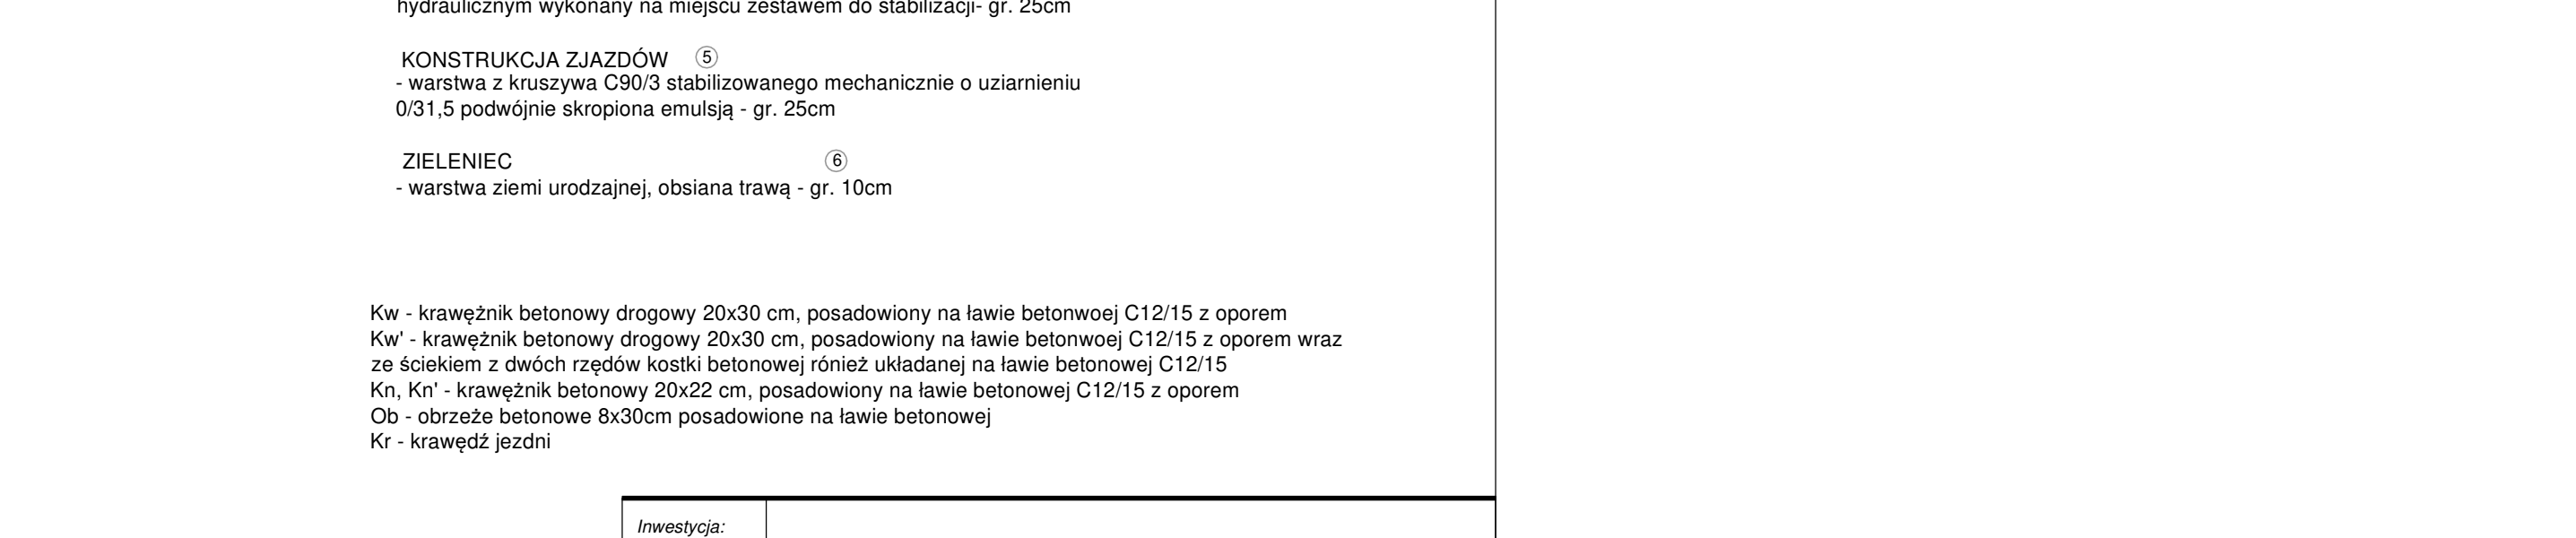 hydraulicznym wykonany na miejscu zestawem do stabilizacji- gr. 25cm
KONSTRUKCJA ZJAZDÓW 5
- warstwa z kruszywa C90/3 stabilizowanego mechanicznie o uziarnieniu
0/31,5 podwójnie skropiona emulsją - gr. 25cm
ZIELENIEC 6
- warstwa ziemi urodzajnej, obsiana trawą - gr. 10cm
Kw - krawężnik betonowy drogowy 20x30 cm, posadowiony na ławie betonwoej C12/15 z oporem
Kw' - krawężnik betonowy drogowy 20x30 cm, posadowiony na ławie betonwoej C12/15 z oporem wraz
ze ściekiem z dwóch rzędów kostki betonowej rónież układanej na ławie betonowej C12/15
Kn, Kn' - krawężnik betonowy 20x22 cm, posadowiony na ławie betonowej C12/15 z oporem
Ob - obrzeże betonowe 8x30cm posadowione na ławie betonowej
Kr - krawędź jezdni
Inwestycja: